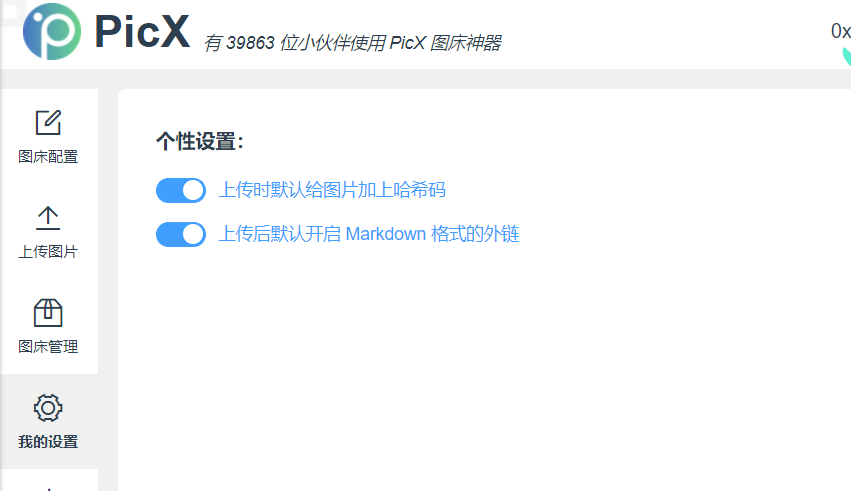 PicX 有 39863 位小伙伴使用 PicX 图床神器
0x
图床配置
上传图片
图床管理
我的设置
个性设置：
上传时默认给图片加上哈希码
上传后默认开启 Markdown 格式的外链